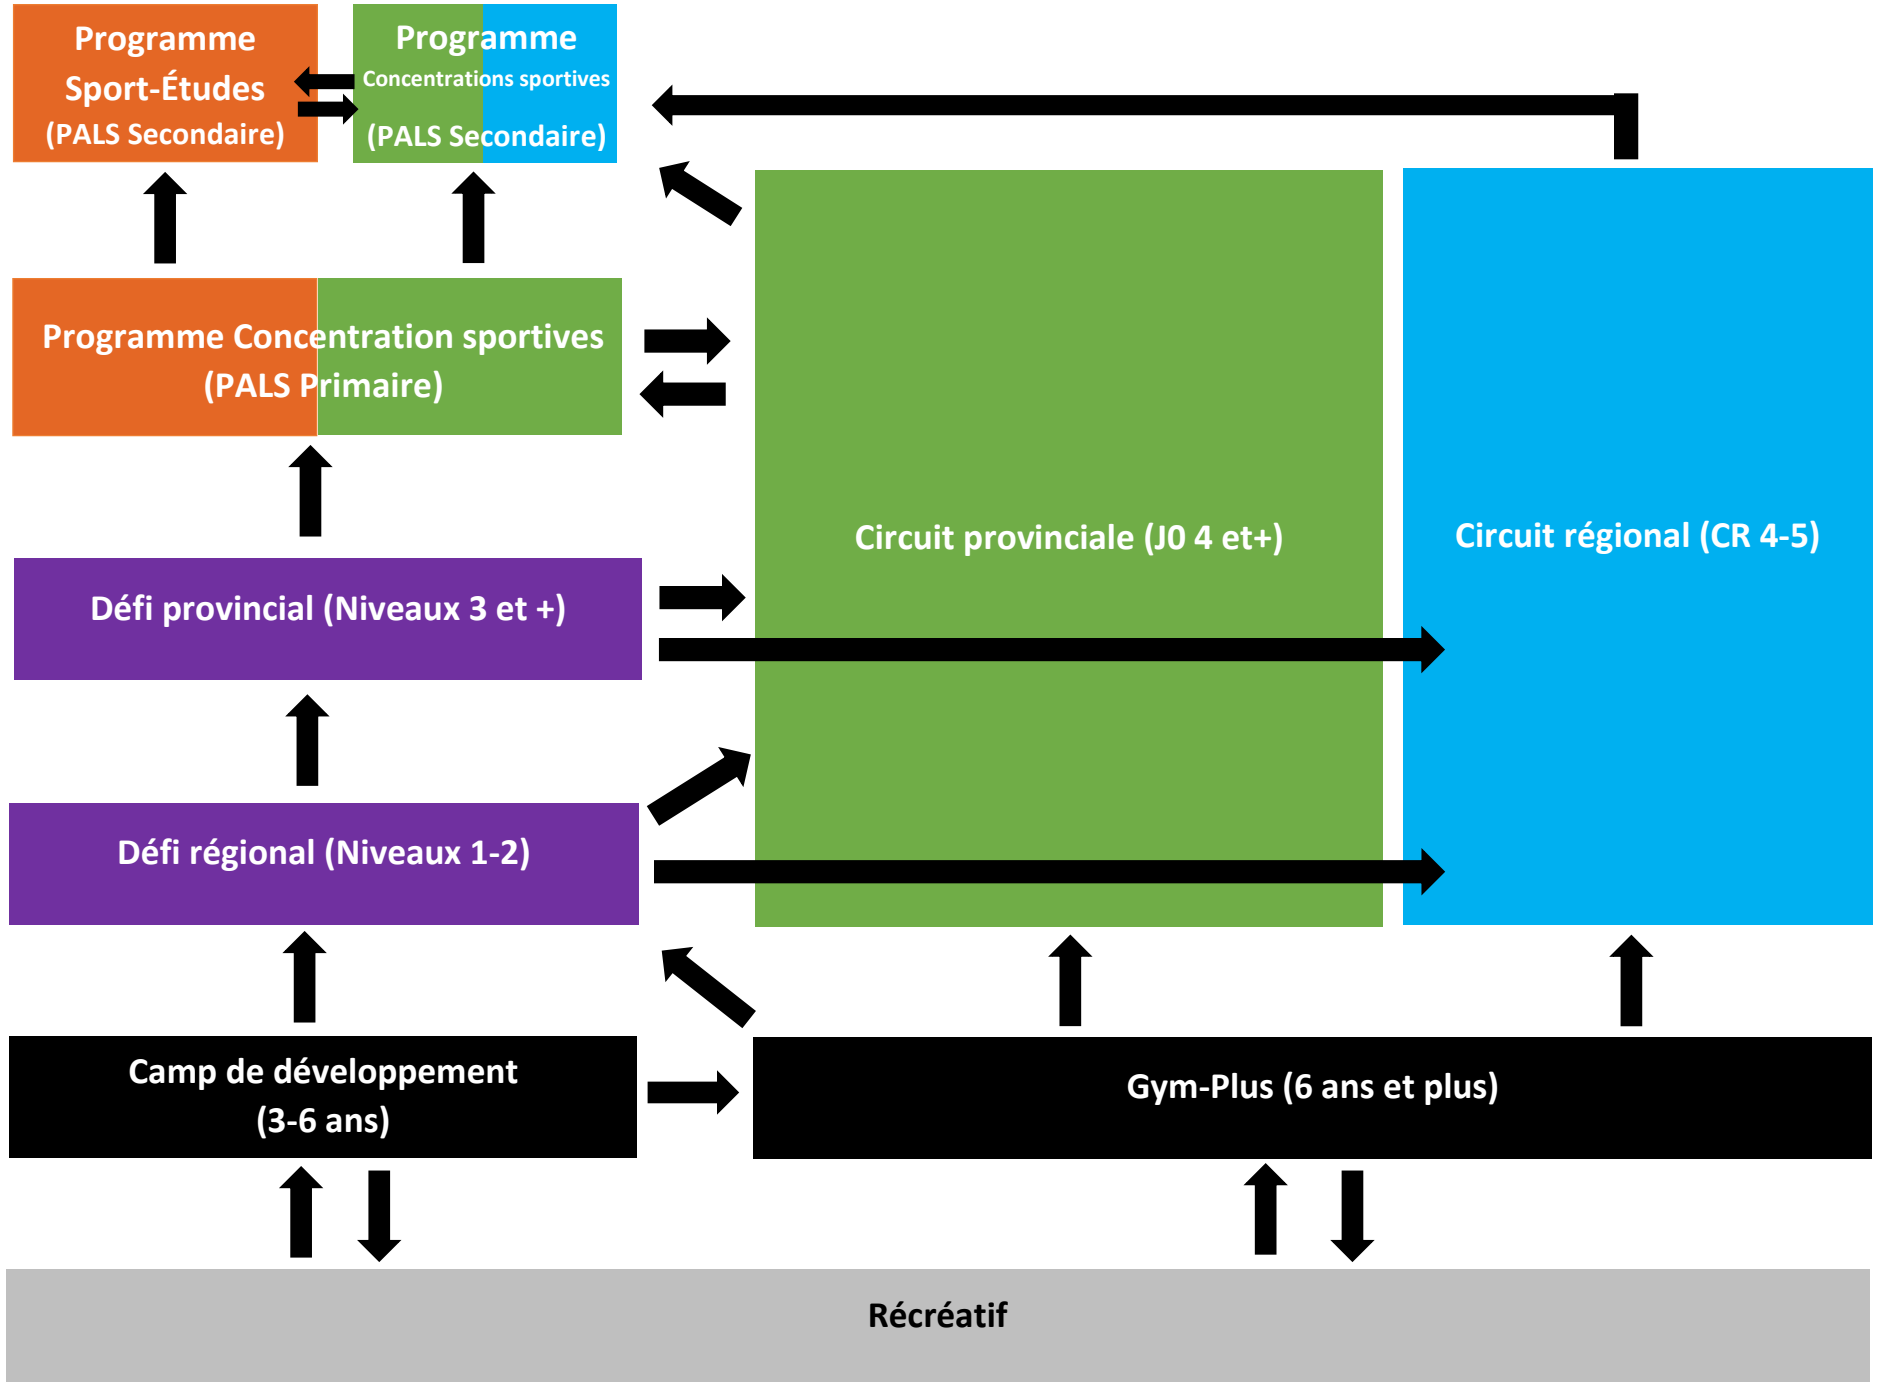 Programme
Sport-Études
(PALS Secondaire)
Programme
Concentrations sportives
(PALS Secondaire)
Programme Concentration sportives
(PALS Primaire)
Circuit provinciale (J0 4 et+)
Circuit régional (CR 4-5)
Défi provincial (Niveaux 3 et +)
Défi régional (Niveaux 1-2)
Camp de développement
(3-6 ans)
Gym-Plus (6 ans et plus)
Récréatif